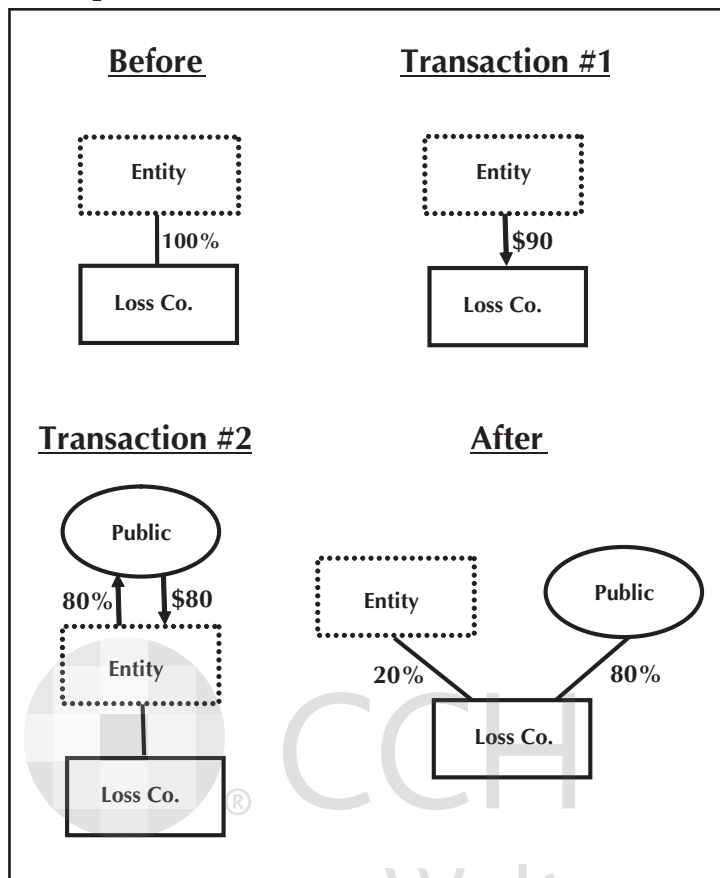 Before
Entity
100%
Loss Co.
Transaction #1
Entity
$90
Loss Co.
Transaction #2
Public
80%
$80
Entity
Loss Co.
After
Entity
Public
20%
80%
Loss Co.
® CCH